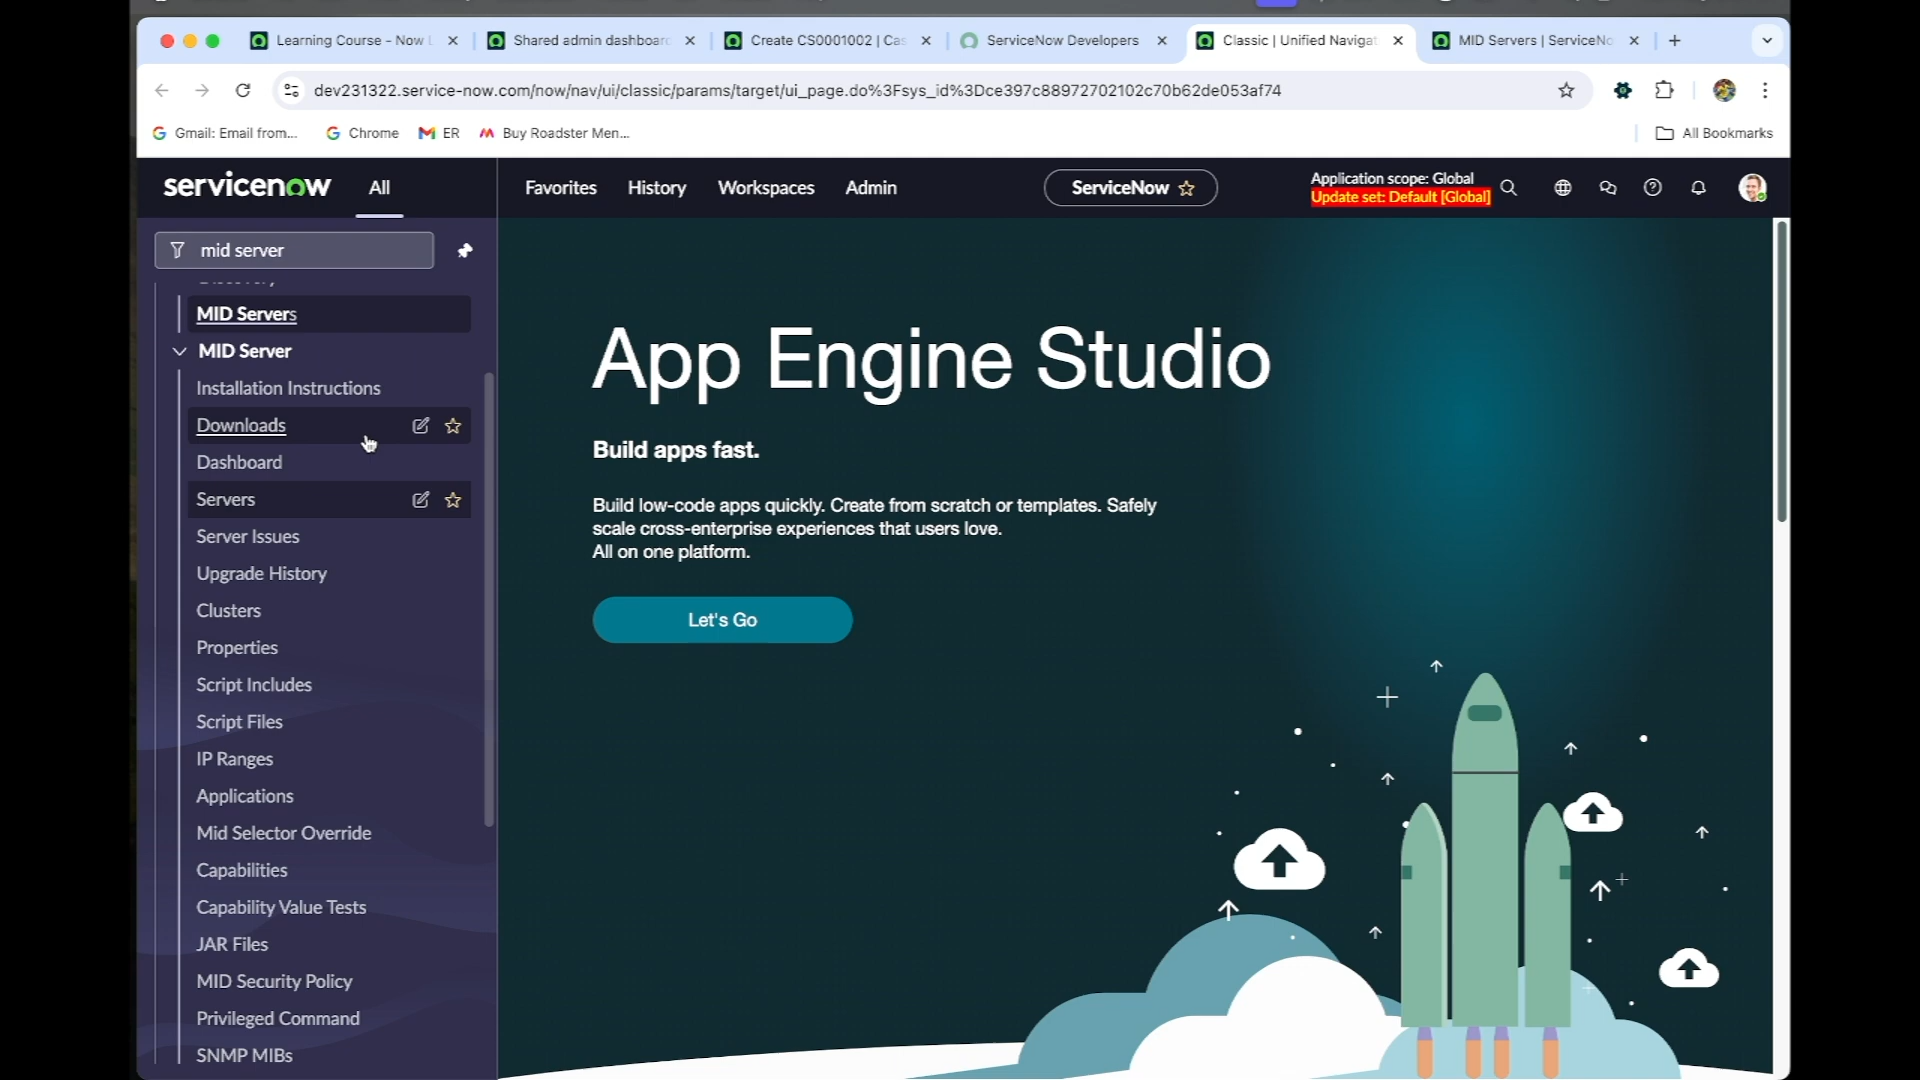 Learning Course - Now L
Shared admin dashboard
Create CS0001002 | Cas
ServiceNow Developers
Classic | Unified Navigat
MID Servers | ServiceNo
dev231322.service-now.com/now/nav/ui/classic/params/target/ui_page.do%3Fsys_id%3Dce397c88972702102c70b62de053af74
Gmail: Email from...
Chrome
ER
Buy Roadster Men...
All Bookmarks
servicenow
All
Favorites
History
Workspaces
Admin
ServiceNow
Application scope: Global
Update set: Default [Global]
mid server
MID Servers
MID Server
Installation Instructions
Downloads
Dashboard
Servers
Server Issues
Upgrade History
Clusters
Properties
Script Includes
Script Files
IP Ranges
Applications
Mid Selector Override
Capabilities
Capability Value Tests
JAR Files
MID Security Policy
Privileged Command
SNMP MIBs
App Engine Studio
Build apps fast.
Build low-code apps quickly. Create from scratch or templates. Safely
scale cross-enterprise experiences that users love.
All on one platform.
Let's Go